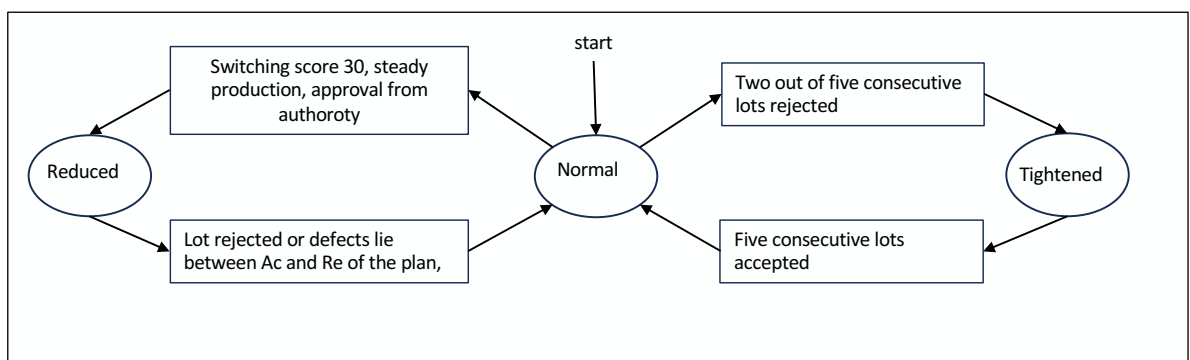 start
Switching score 30, steady
production, approval from
authoroty
Two out of five consecutive
lots rejected
Reduced
Normal
Tightened
Lot rejected or defects lie
between Ac and Re of the plan,
Five consecutive lots
accepted